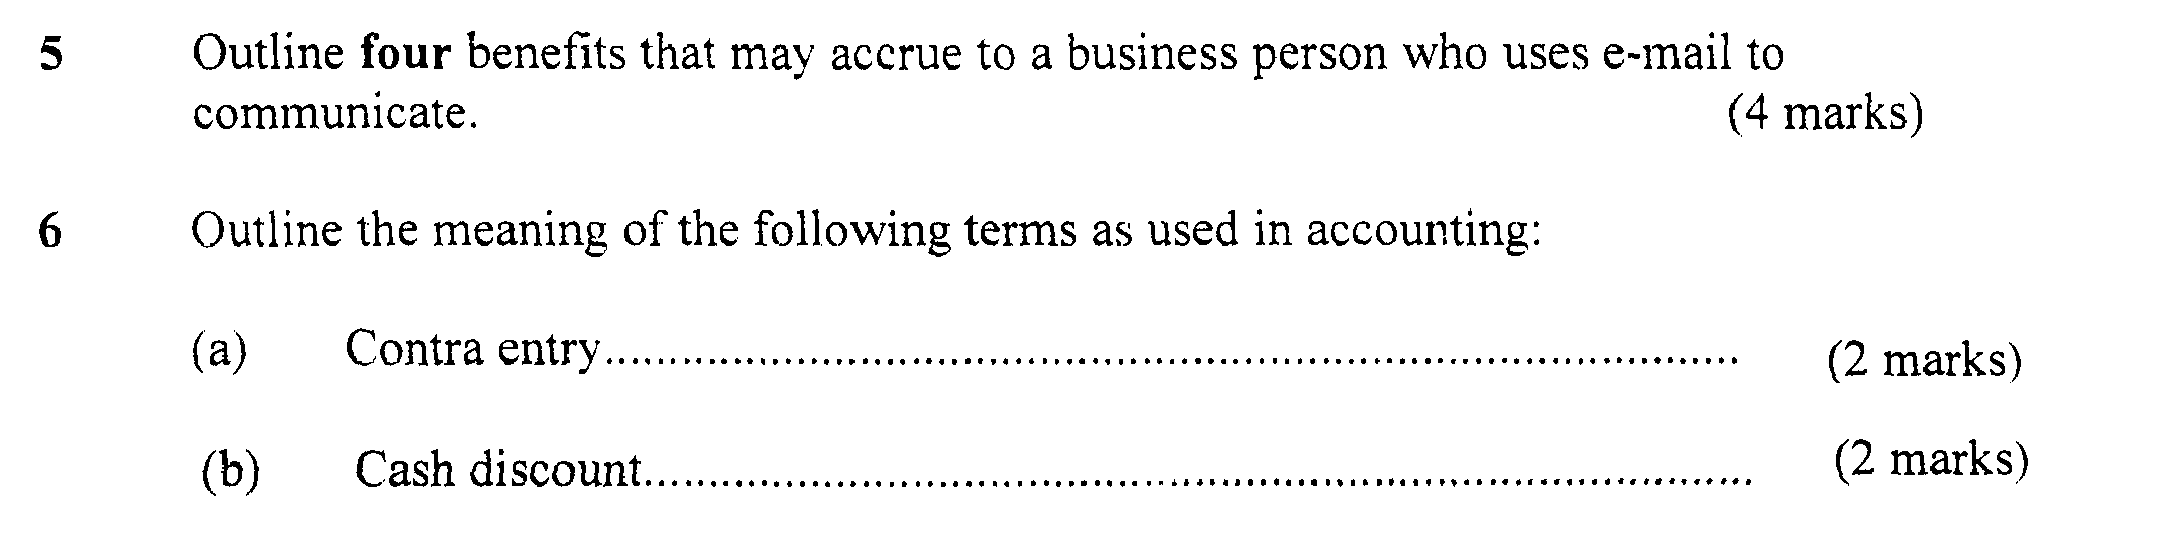 5 Outline four benefits that may accrue to a business person who uses e-mail to
communicate. (4 marks)
6 Outline the meaning of the following terms as used in accounting:
(a) Contra entry.......................................................................................... (2 marks)
(b) Cash discount....................................................................................... (2 marks)